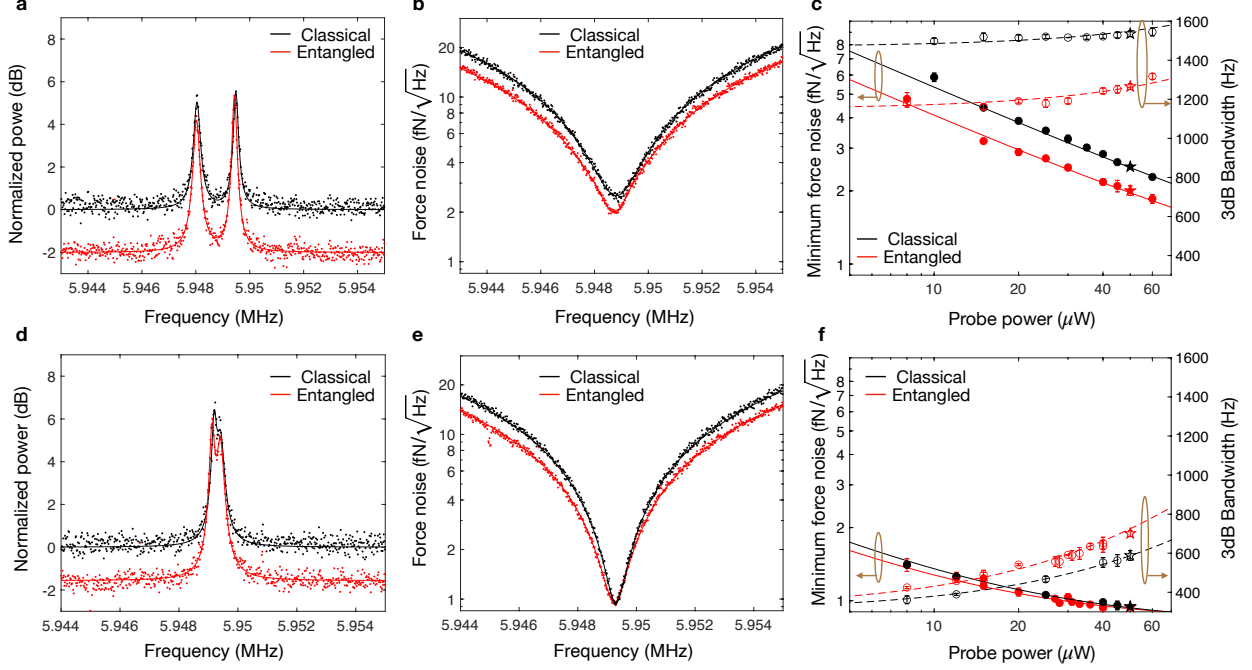 a
Normalized powe (dB)
8
6
4
2
0
-2
Classical
Entangled
5.944 5.946 5.948 5.95 5.952 5.954
Frequency (MHz)
b
Force noise (fN/√Hz)
20
10
4
2
1
Classical
Entangled
5.944 5.946 5.948 5.950 5.952 5.954
Frequency (MHz)
c
Minimum force noise (fN/√Hz)
9
8
7
6
5
4
3
2
1
Classical
Entangled
10 20 40 60
Probe power (μW)
1600
1400
1200
1000
800
600
400
3dB Bandwidth (Hz)
d
Normalized power (dB)
8
6
4
2
0
-2
Classical
Entangled
5.944 5.946 5.948 5.95 5.952 5.954
Frequency (MHz)
e
Force noise (fN/√Hz)
20
10
4
2
1
Classical
Entangled
5.944 5.946 5.948 5.950 5.952 5.954
Frequency (MHz)
f
Minimum force noise (fN/√Hz)
8
7
6
5
4
3
2
1
Classical
Entangled
10 20 40 60
Probe power (μW)
1600
1400
1200
1000
800
600
400
3dB Bandwidth (Hz)